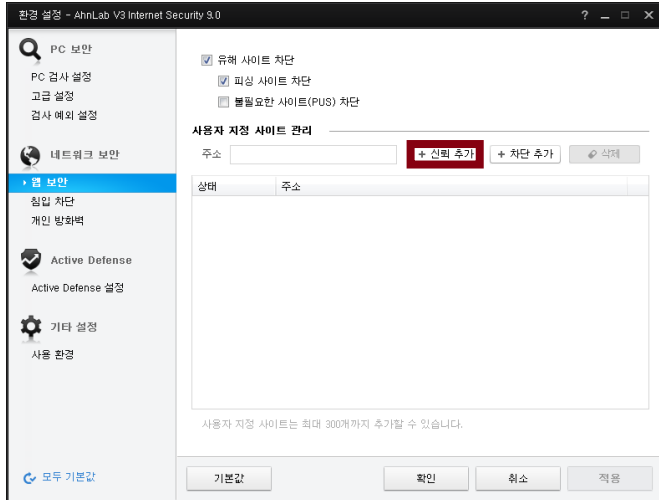 환경 설정 - AhnLab V3 Internet Security 9.0
PC 보안
PC 검사 설정
고급 설정
검사 예외 설정
네트워크 보안
웹 보안
침입 차단
개인 방화벽
Active Defense
Active Defense 설정
기타 설정
사용 환경
모두 기본값
유해 사이트 차단
피싱 사이트 차단
불필요한 사이트(PUS) 차단
사용자 지정 사이트 관리
주소 + 신뢰 추가 + 차단 추가 삭제
상태 주소
사용자 지정 사이트는 최대 300개까지 추가할 수 있습니다.
기본값 확인 취소 적용